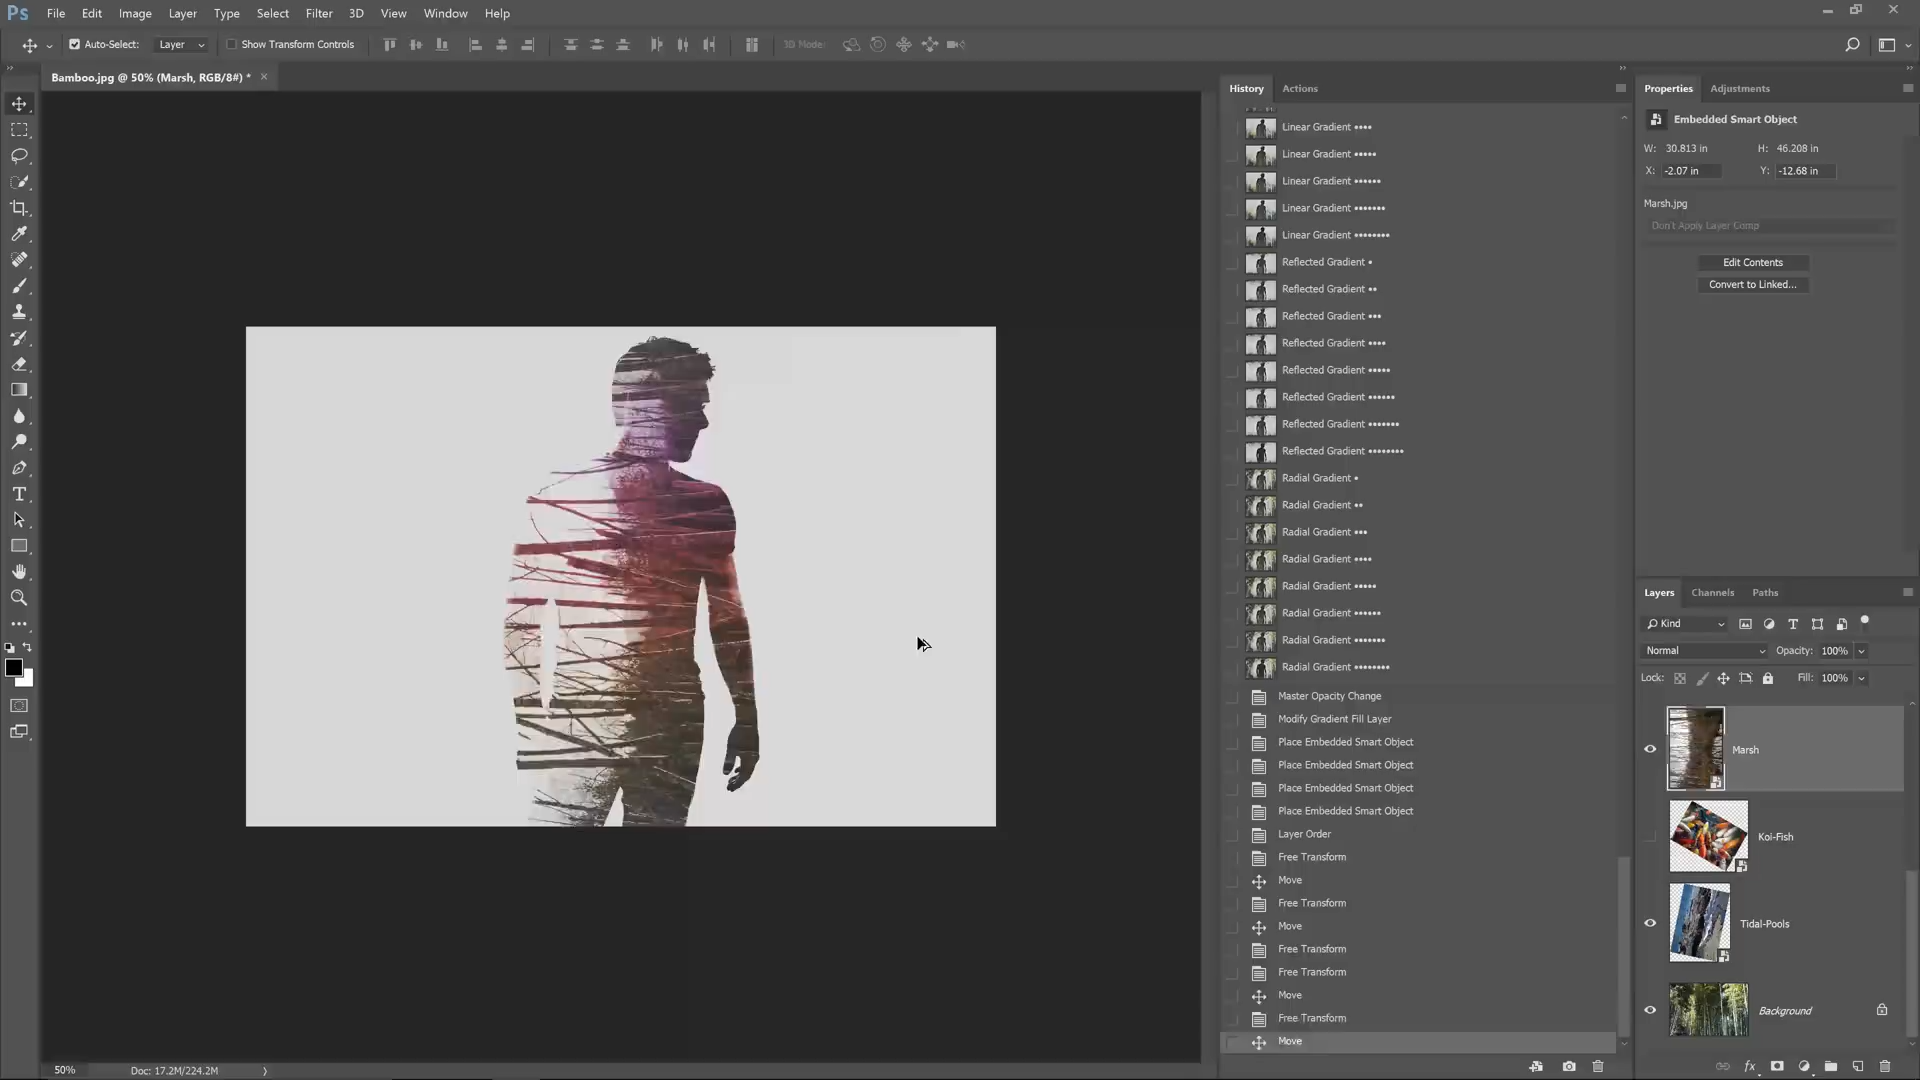 Ps File Edit Image Layer Type Select Filter 3D View Window Help
Auto-Select: Layer Show Transform Controls 3D Mode:
Bamboo.jpg @ 50% (Marsh, RGB/8#) * ×
History Actions
Linear Gradient ••••
Linear Gradient •••••
Linear Gradient ••••••
Linear Gradient •••••••
Linear Gradient ••••••••
Reflected Gradient •
Reflected Gradient ••
Reflected Gradient •••
Reflected Gradient ••••
Reflected Gradient •••••
Reflected Gradient ••••••
Reflected Gradient •••••••
Reflected Gradient ••••••••
Radial Gradient •
Radial Gradient ••
Radial Gradient •••
Radial Gradient ••••
Radial Gradient •••••
Radial Gradient ••••••
Radial Gradient •••••••
Radial Gradient ••••••••
Master Opacity Change
Modify Gradient Fill Layer
Place Embedded Smart Object
Place Embedded Smart Object
Place Embedded Smart Object
Place Embedded Smart Object
Layer Order
Free Transform
Move
Free Transform
Move
Free Transform
Free Transform
Move
Free Transform
Move
Properties Adjustments
Embedded Smart Object
W: 30.813 in H: 46.208 in
X: -2.07 in Y: -12.68 in
Marsh.jpg
Don't Apply Layer Comp
Edit Contents
Convert to Linked...
Layers Channels Paths
Kind
Normal Opacity: 100%
Lock: Fill: 100%
Marsh
Koi-Fish
Tidal-Pools
Background
fx
50% Doc: 17.2M/224.2M